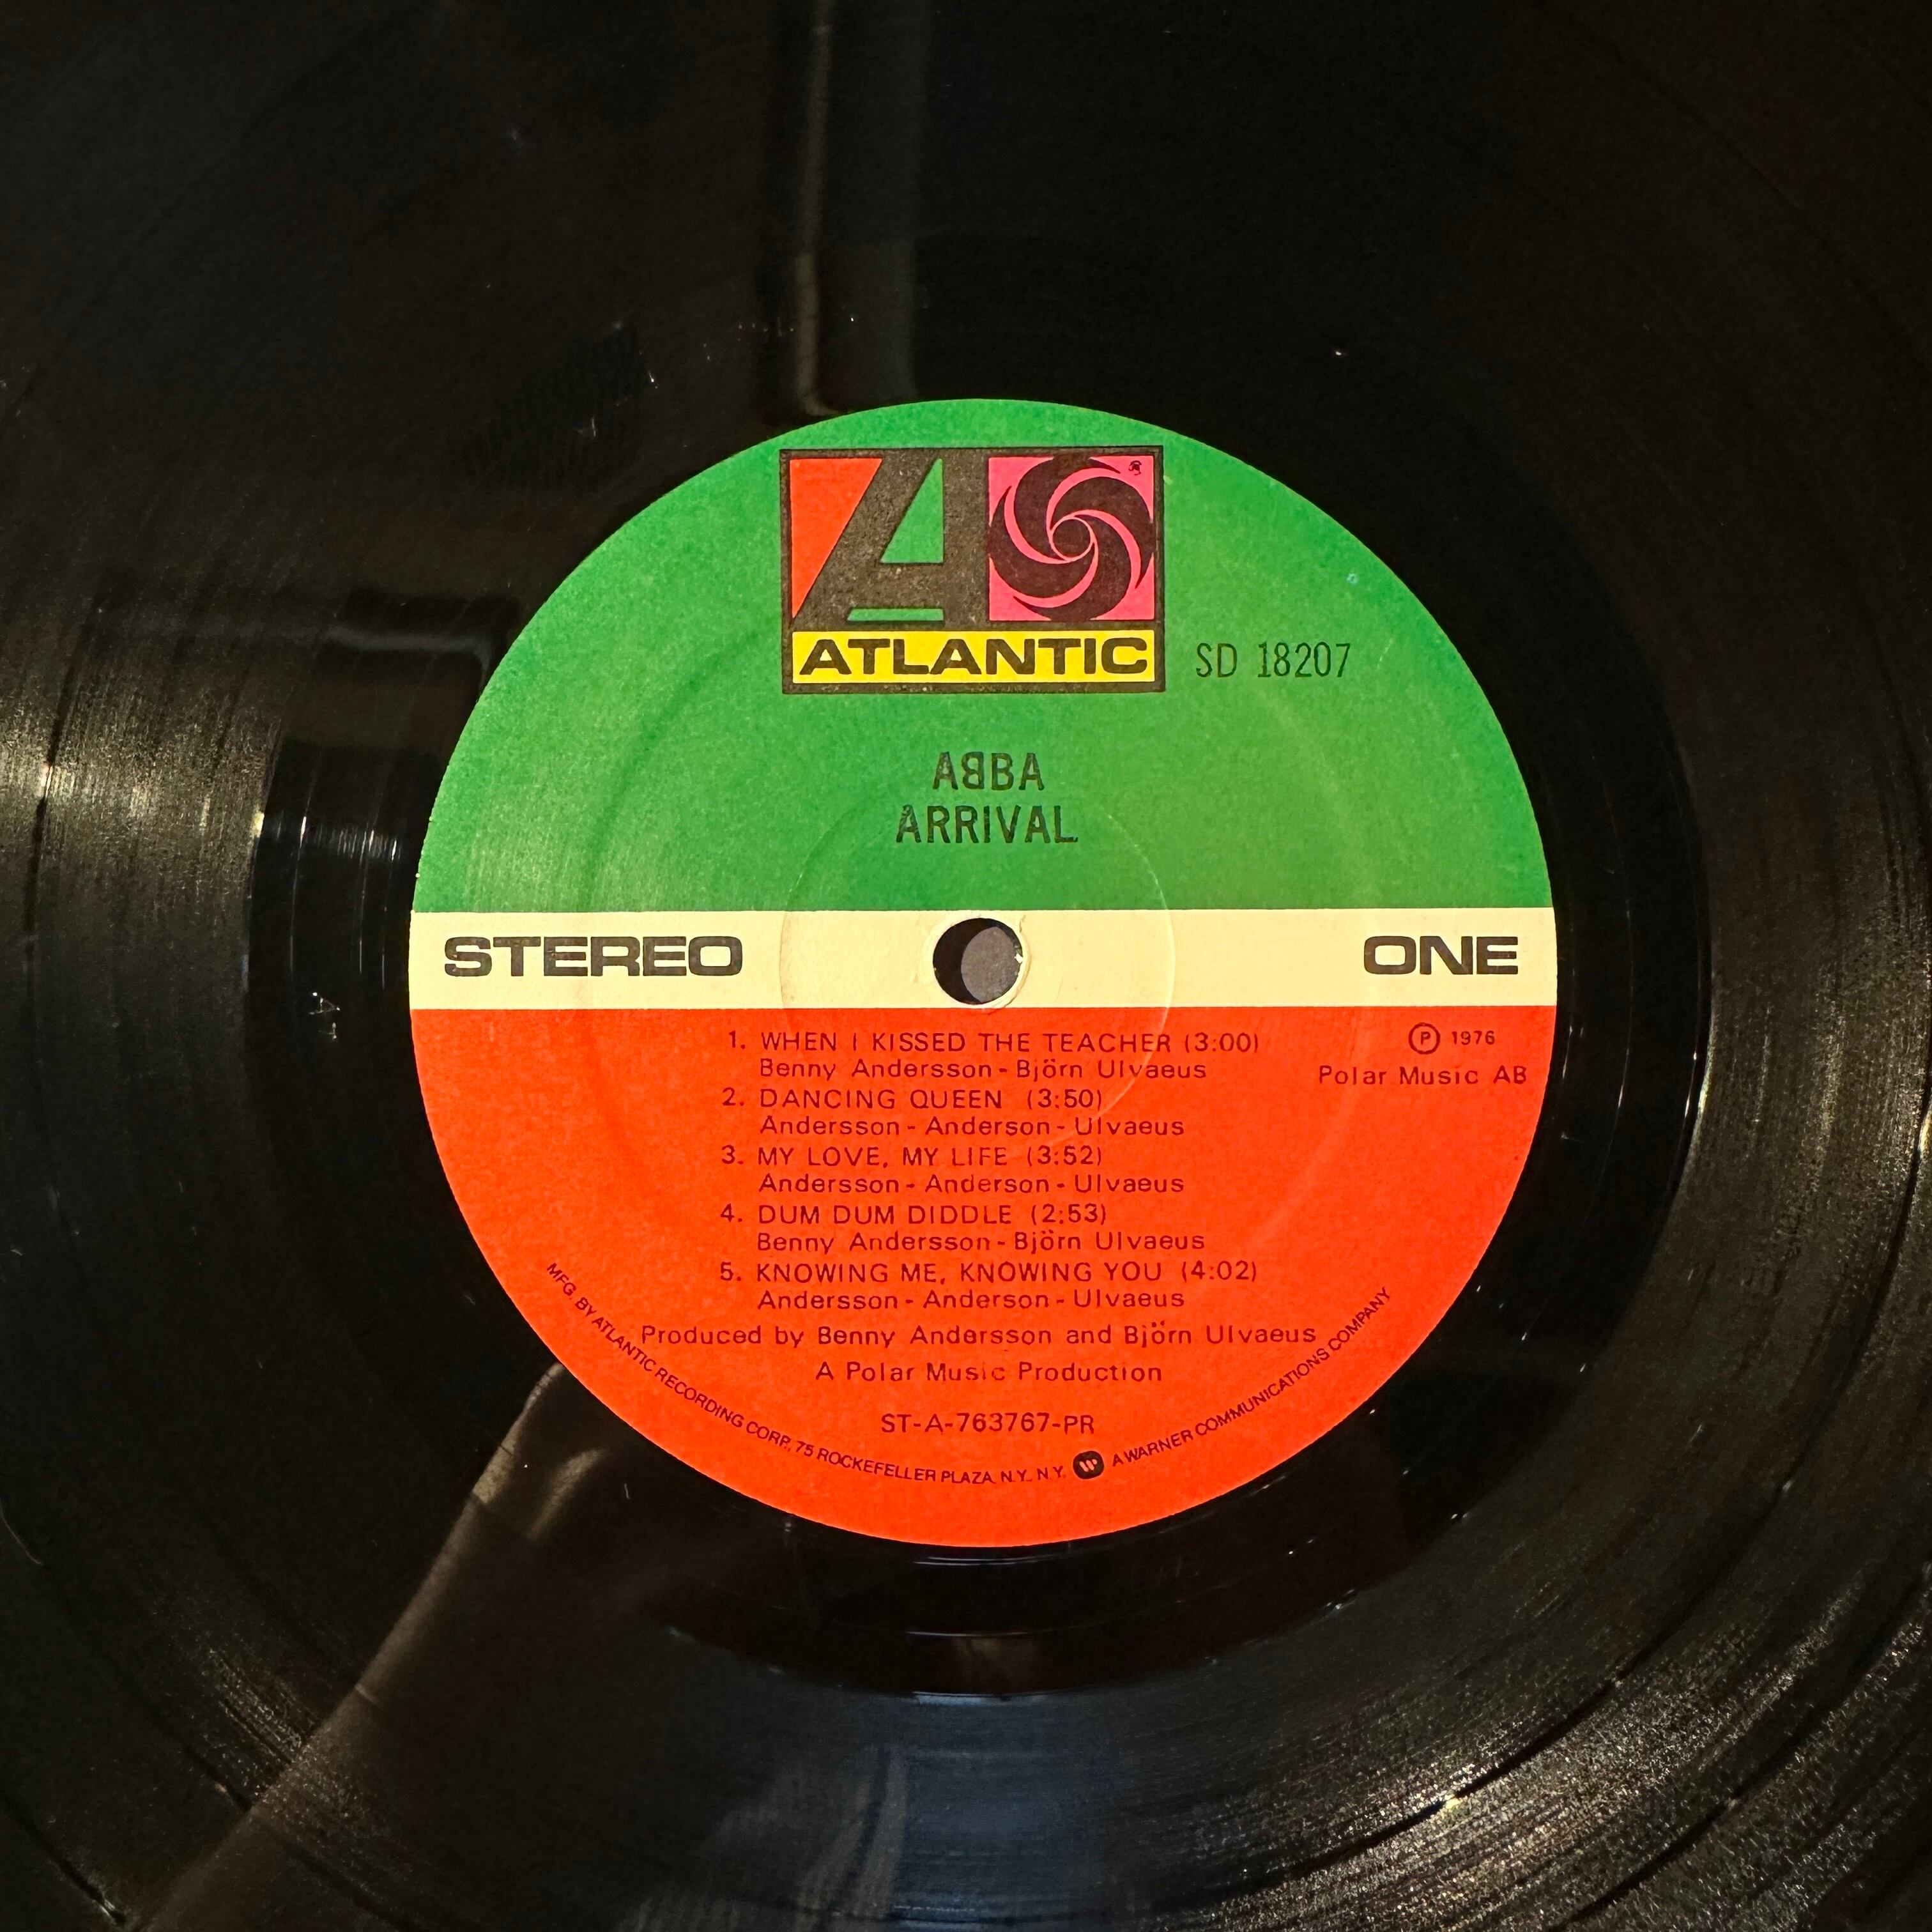 ATLANTIC
SD 18207
AᗺBA
ARRIVAL
STEREO
ONE
1. WHEN I KISSED THE TEACHER (3:00)
Benny Andersson - Björn Ulvaeus
2. DANCING QUEEN (3:50)
Andersson - Anderson - Ulvaeus
3. MY LOVE, MY LIFE (3:52)
Andersson - Anderson - Ulvaeus
4. DUM DUM DIDDLE (2:53)
Benny Andersson - Björn Ulvaeus
5. KNOWING ME, KNOWING YOU (4:02)
Andersson - Anderson - Ulvaeus
℗ 1976
Polar Music AB
Produced by Benny Andersson and Björn Ulvaeus
A Polar Music Production
ST-A-763767-PR
MFG. BY ATLANTIC RECORDING CORP., 75 ROCKEFELLER PLAZA, N.Y., N.Y. A WARNER COMMUNICATIONS COMPANY